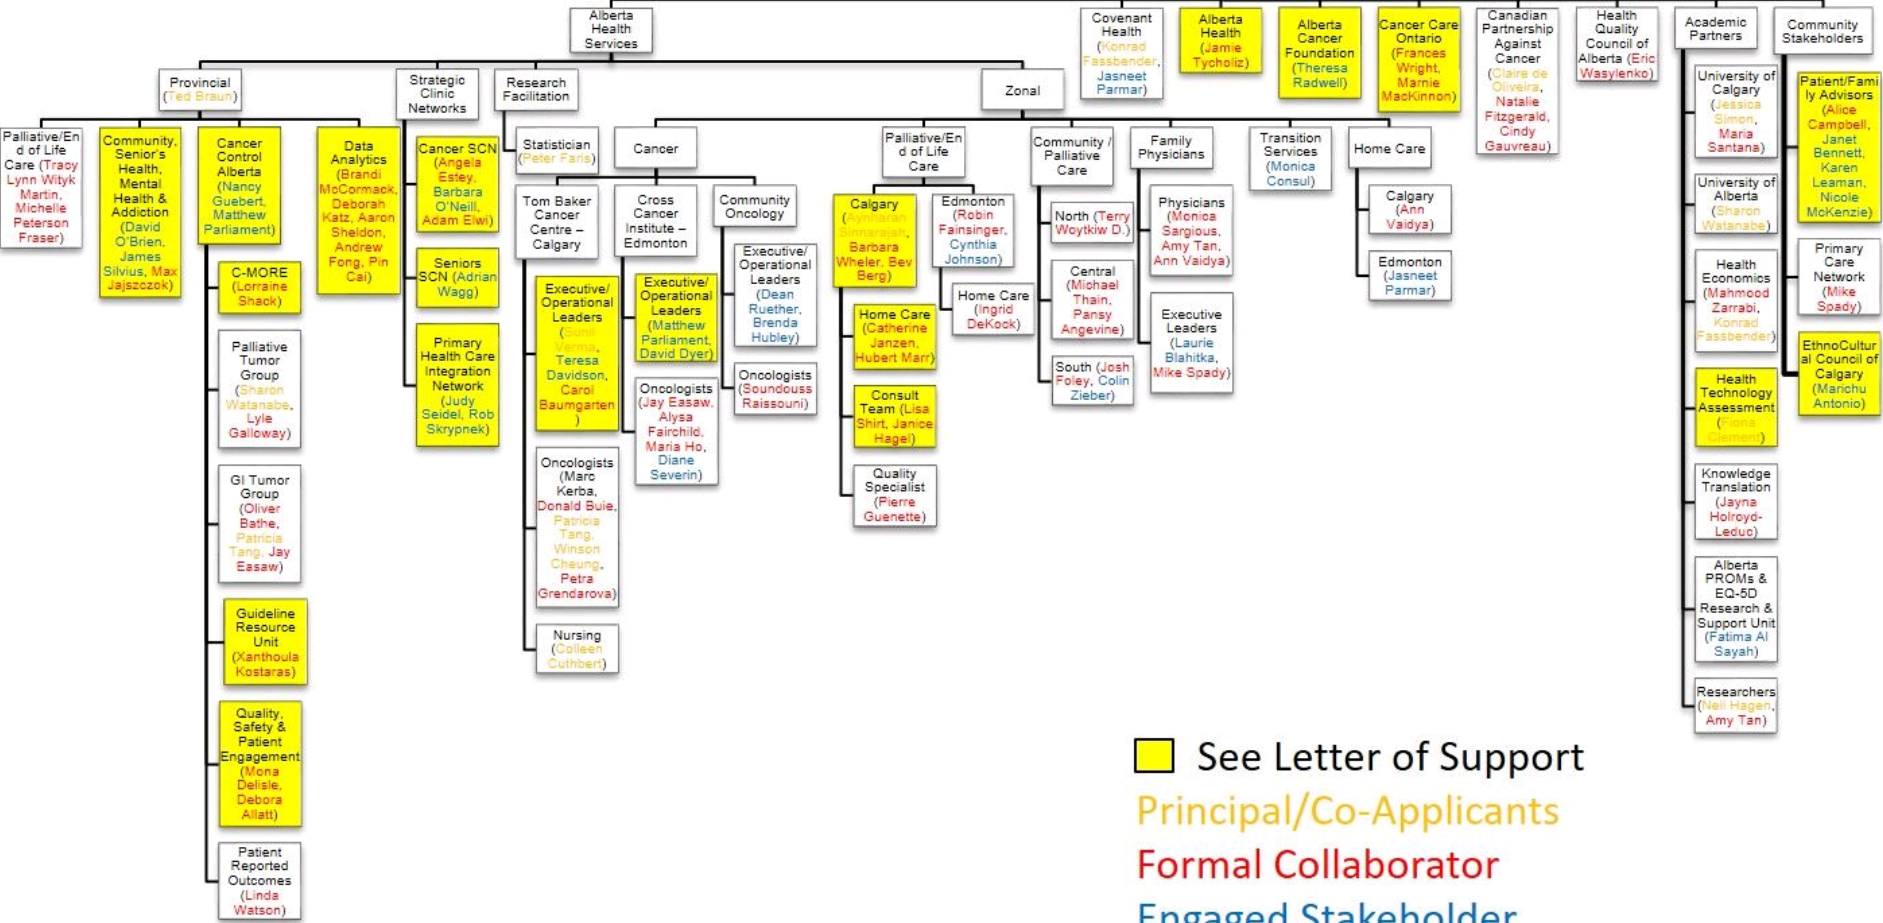 Alberta
Health
Services
Covenant
Health
(Konrad
Fassbender,
Jasneet
Parmar)
Alberta
Health
(Jamie
Tycholiz)
Alberta
Cancer
Foundation
(Theresa
Radwell)
Cancer Care
Ontario
(Frances
Wright,
Marnie
MacKinnon)
Canadian
Partnership
Against
Cancer
(Claire de
Oliveira,
Natalie
Fitzgerald,
Cindy
Gauvreau)
Health
Quality
Council of
Alberta (Eric
Wasylenko)
Academic
Partners
Community
Stakeholders
Provincial
(Ted Braun)
Strategic
Clinic
Networks
Research
Facilitation
Zonal
Palliative/En
d of Life
Care (Tracy
Lynn Wityk
Martin,
Michelle
Peterson
Fraser)
Community,
Senior's
Health,
Mental
Health &
Addiction
(David
O'Brien,
James
Silvius, Max
Jajszczok)
Cancer
Control
Alberta
(Nancy
Guebert,
Matthew
Parliament)
Data
Analytics
(Brandi
McCormack,
Deborah
Katz, Aaron
Sheldon,
Andrew
Fong, Pin
Cai)
Cancer SCN
(Angela
Estey,
Barbara
O'Neill,
Adam Elwi)
Seniors
SCN (Adrian
Wagg)
Primary
Health Care
Integration
Network
(Judy
Seidel, Rob
Skrypnek)
Statistician
(Peter Faris)
Cancer
Palliative/En
d of Life
Care
Community /
Palliative
Care
Family
Physicians
Transition
Services
(Monica
Consul)
Home Care
C-MORE
(Lorraine
Shack)
Palliative
Tumor
Group
(Sharon
Watanabe,
Lyle
Galloway)
GI Tumor
Group
(Oliver
Bathe,
Patricia
Tang, Jay
Easaw)
Guideline
Resource
Unit
(Xanthoula
Kostaras)
Quality,
Safety &
Patient
Engagement
(Mona
Delisle,
Debora
Allatt)
Patient
Reported
Outcomes
(Linda
Watson)
Tom Baker
Cancer
Centre –
Calgary
Cross
Cancer
Institute –
Edmonton
Community
Oncology
Executive/
Operational
Leaders
(Sunil
Verma,
Teresa
Davidson,
Carol
Baumgarten
)
Oncologists
(Marc
Kerba,
Donald Buie,
Patricia
Tang,
Winson
Cheung,
Petra
Grendarova)
Nursing
(Colleen
Cuthbert)
Executive/
Operational
Leaders
(Matthew
Parliament,
David Dyer)
Oncologists
(Jay Easaw,
Alysa
Fairchild,
Maria Ho,
Diane
Severin)
Executive/
Operational
Leaders
(Dean
Ruether,
Brenda
Hubley)
Oncologists
(Soundouss
Raissouni)
Calgary
(Aynharan
Sinnarajah,
Barbara
Wheler, Bev
Berg)
Home Care
(Catherine
Janzen,
Hubert Marr)
Consult
Team (Lisa
Shirt, Janice
Hagel)
Quality
Specialist
(Pierre
Guenette)
Edmonton
(Robin
Fainsinger,
Cynthia
Johnson)
Home Care
(Ingrid
DeKock)
North (Terry
Woytkiw D.)
Central
(Michael
Thain,
Pansy
Angevine)
South (Josh
Foley, Colin
Zieber)
Physicians
(Monica
Sargious,
Amy Tan,
Ann Vaidya)
Executive
Leaders
(Laurie
Blahitka,
Mike Spady)
Calgary
(Ann
Vaidya)
Edmonton
(Jasneet
Parmar)
University of
Calgary
(Jessica
Simon,
Maria
Santana)
University of
Alberta
(Sharon
Watanabe)
Health
Economics
(Mahmood
Zarrabi,
Konrad
Fassbender)
Health
Technology
Assessment
(Fiona
Clement)
Knowledge
Translation
(Jayna
Holroyd-
Leduc)
Alberta
PROMs &
EQ-5D
Research &
Support Unit
(Fatima Al
Sayah)
Researchers
(Neil Hagen,
Amy Tan)
Patient/Fami
ly Advisors
(Alice
Campbell,
Janet
Bennett,
Karen
Leaman,
Nicole
McKenzie)
Primary
Care
Network
(Mike
Spady)
EthnoCultur
al Council of
Calgary
(Marichu
Antonio)
See Letter of Support
Principal/Co-Applicants
Formal Collaborator
Engaged Stakeholder